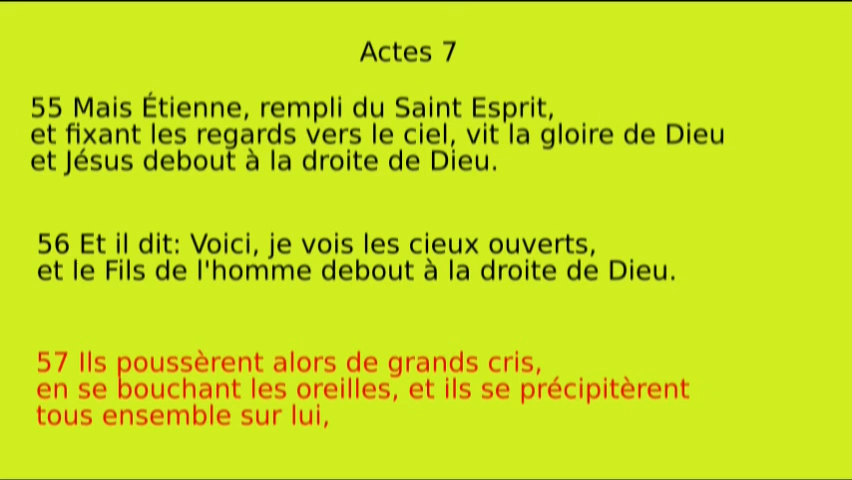 Actes 7
55 Mais Étienne, rempli du Saint Esprit,
et fixant les regards vers le ciel, vit la gloire de Dieu
et Jésus debout à la droite de Dieu.
56 Et il dit: Voici, je vois les cieux ouverts,
et le Fils de l'homme debout à la droite de Dieu.
57 Ils poussèrent alors de grands cris,
en se bouchant les oreilles, et ils se précipitèrent
tous ensemble sur lui,